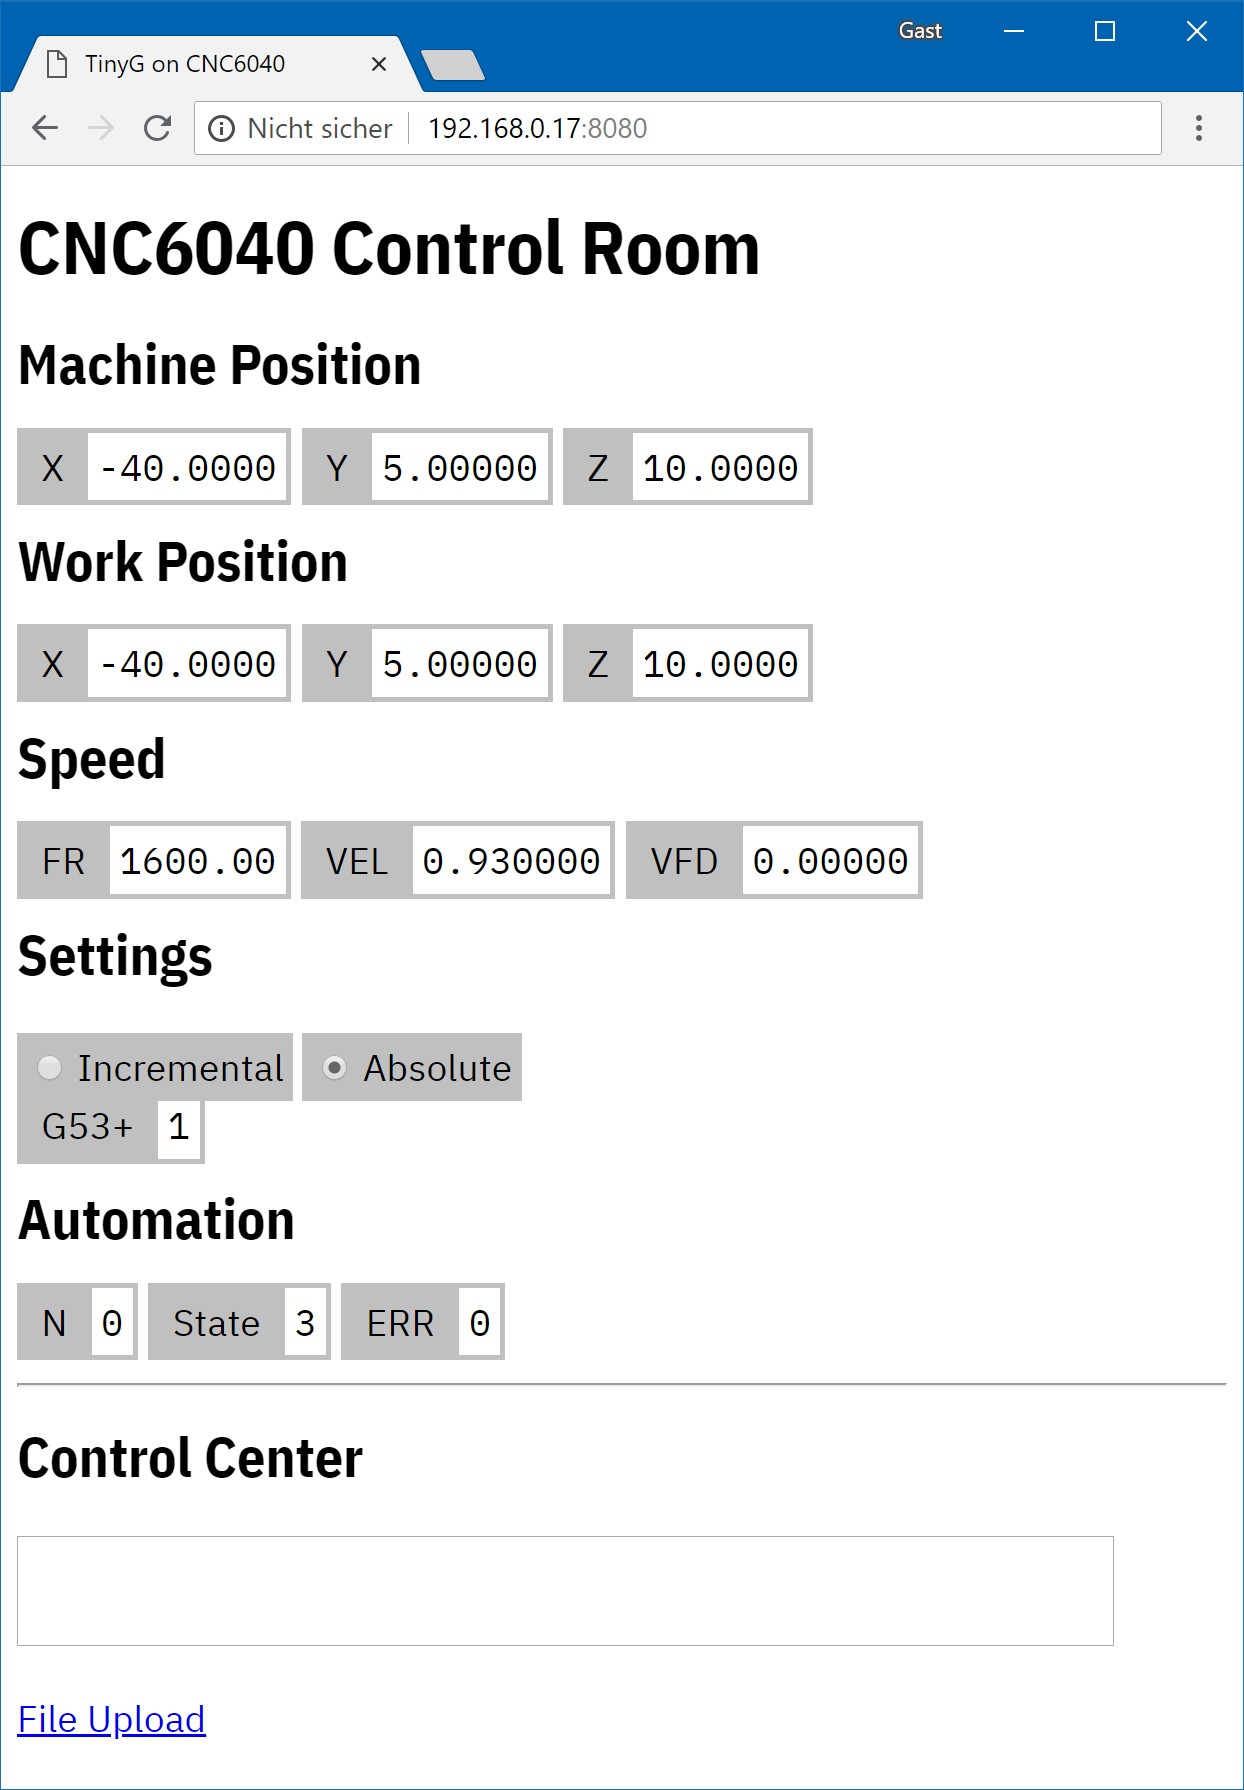 Gast
TinyG on CNC6040
Nicht sicher 192.168.0.17:8080
CNC6040 Control Room
Machine Position
X -40.0000 Y 5.00000 Z 10.0000
Work Position
X -40.0000 Y 5.00000 Z 10.0000
Speed
FR 1600.00 VEL 0.930000 VFD 0.00000
Settings
Incremental Absolute
G53+ 1
Automation
N 0 State 3 ERR 0
Control Center
File Upload